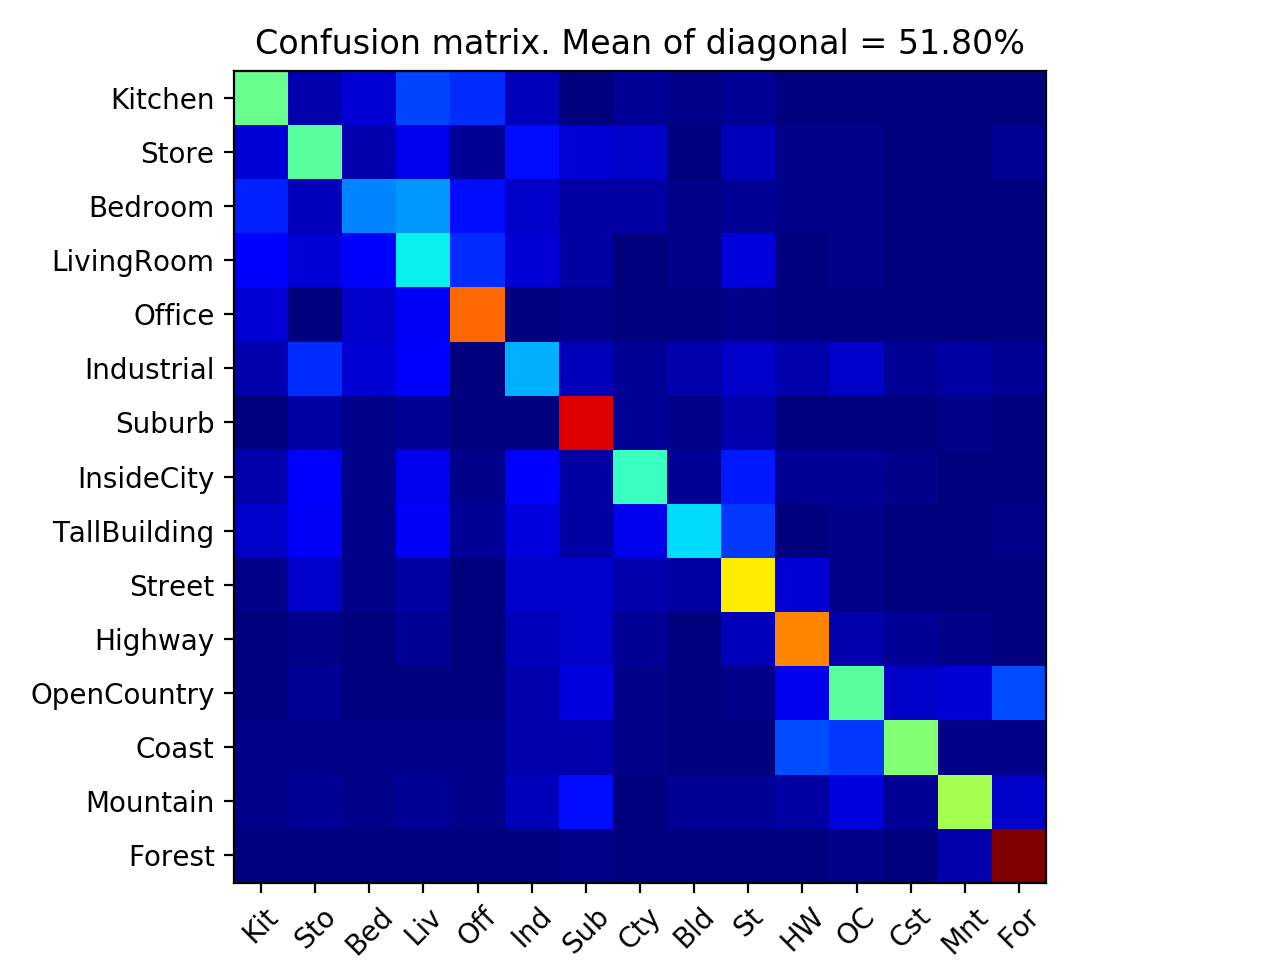 Confusion matrix. Mean of diagonal = 51.80%
Kitchen
Store
Bedroom
LivingRoom
Office
Industrial
Suburb
InsideCity
TallBuilding
Street
Highway
OpenCountry
Coast
Mountain
Forest
Kit Sto Bed Liv Off Ind Sub Cty Bld St HW OC Cst Mnt For